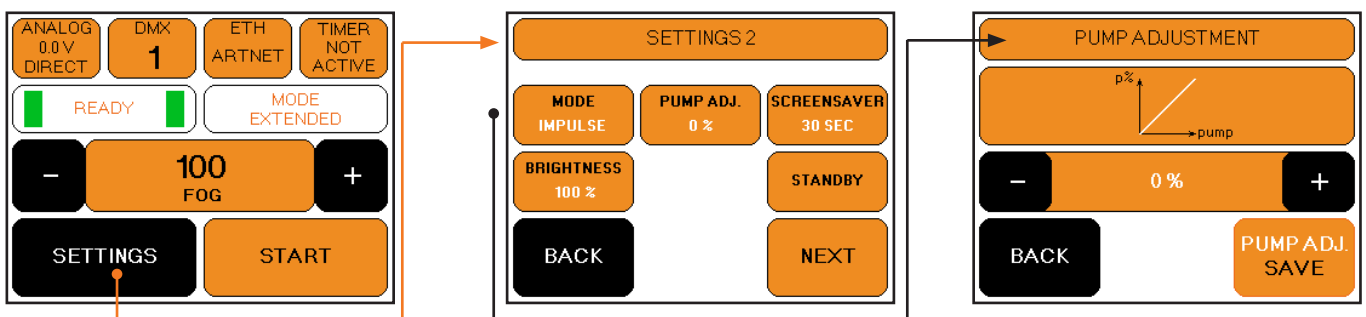 ANALOG
0.0 V
DIRECT
DMX
1
ETH
ARTNET
TIMER
NOT
ACTIVE
READY
MODE
EXTENDED
-
100
FOG
+
SETTINGS
START
SETTINGS 2
MODE
IMPULSE
PUMP ADJ.
0 %
SCREENSAVER
30 SEC
BRIGHTNESS
100 %
STANDBY
BACK
NEXT
PUMP ADJUSTMENT
p%
pump
-
0 %
+
BACK
PUMP ADJ.
SAVE